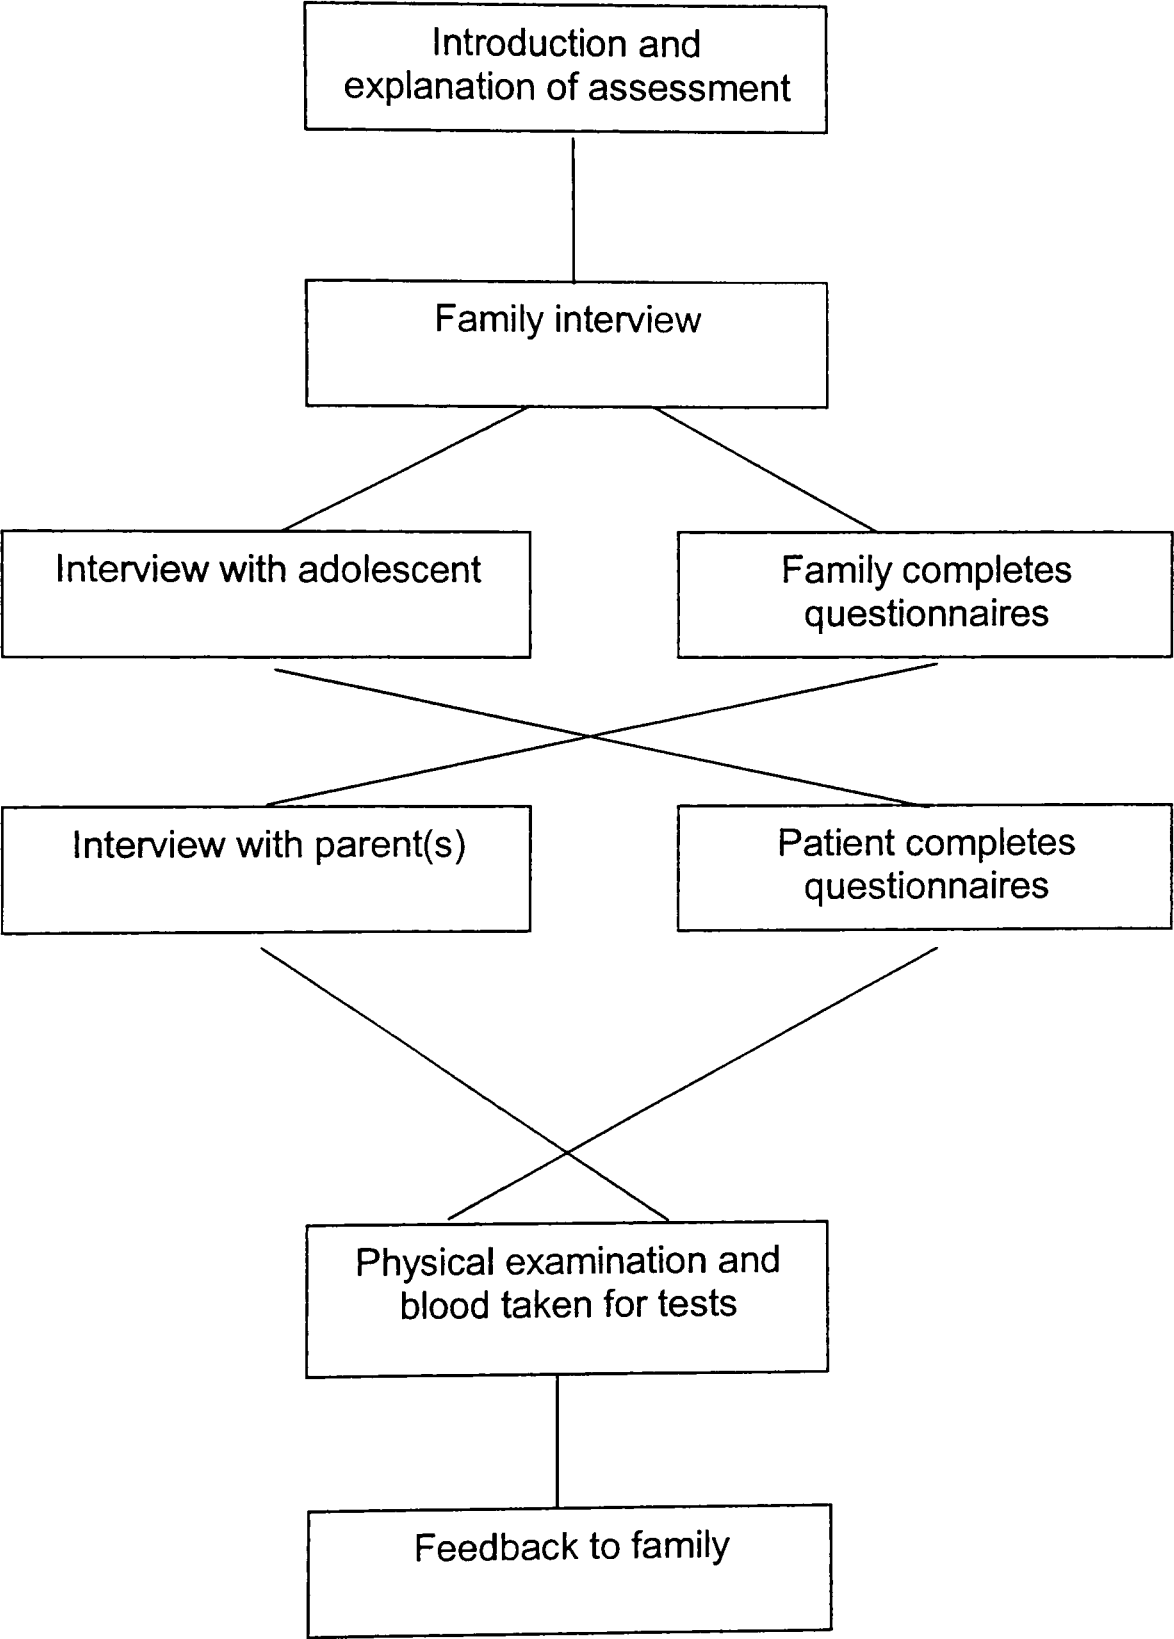 Introduction and
explanation of assessment
Family interview
Interview with adolescent
Family completes
questionnaires
Interview with parent(s)
Patient completes
questionnaires
Physical examination and
blood taken for tests
Feedback to family